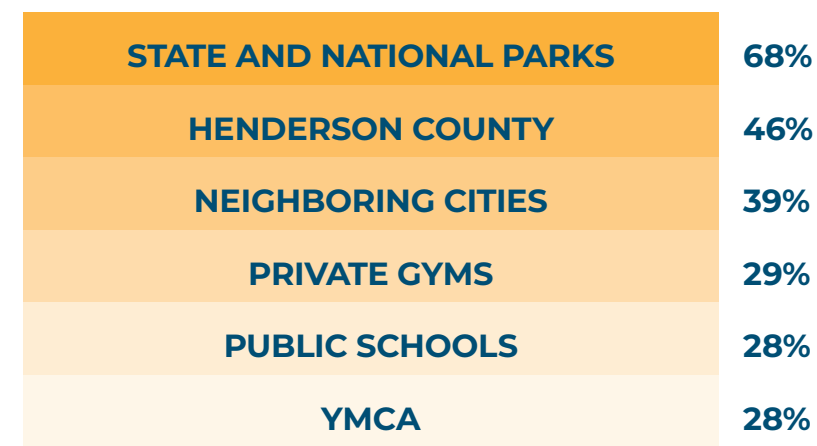 STATE AND NATIONAL PARKS 68%
HENDERSON COUNTY 46%
NEIGHBORING CITIES 39%
PRIVATE GYMS 29%
PUBLIC SCHOOLS 28%
YMCA 28%